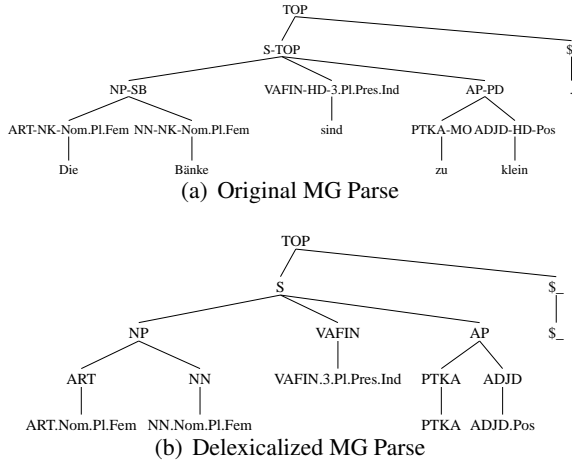 TOP
S-TOP $
NP-SB VAFIN-HD-3.Pl.Pres.Ind AP-PD
ART-NK-Nom.Pl.Fem NN-NK-Nom.Pl.Fem sind PTKA-MO ADJD-HD-Pos
Die Bänke zu klein
(a) Original MG Parse
TOP
S $_
NP VAFIN AP $_
ART NN VAFIN.3.Pl.Pres.Ind PTKA ADJD
ART.Nom.Pl.Fem NN.Nom.Pl.Fem PTKA ADJD.Pos
(b) Delexicalized MG Parse